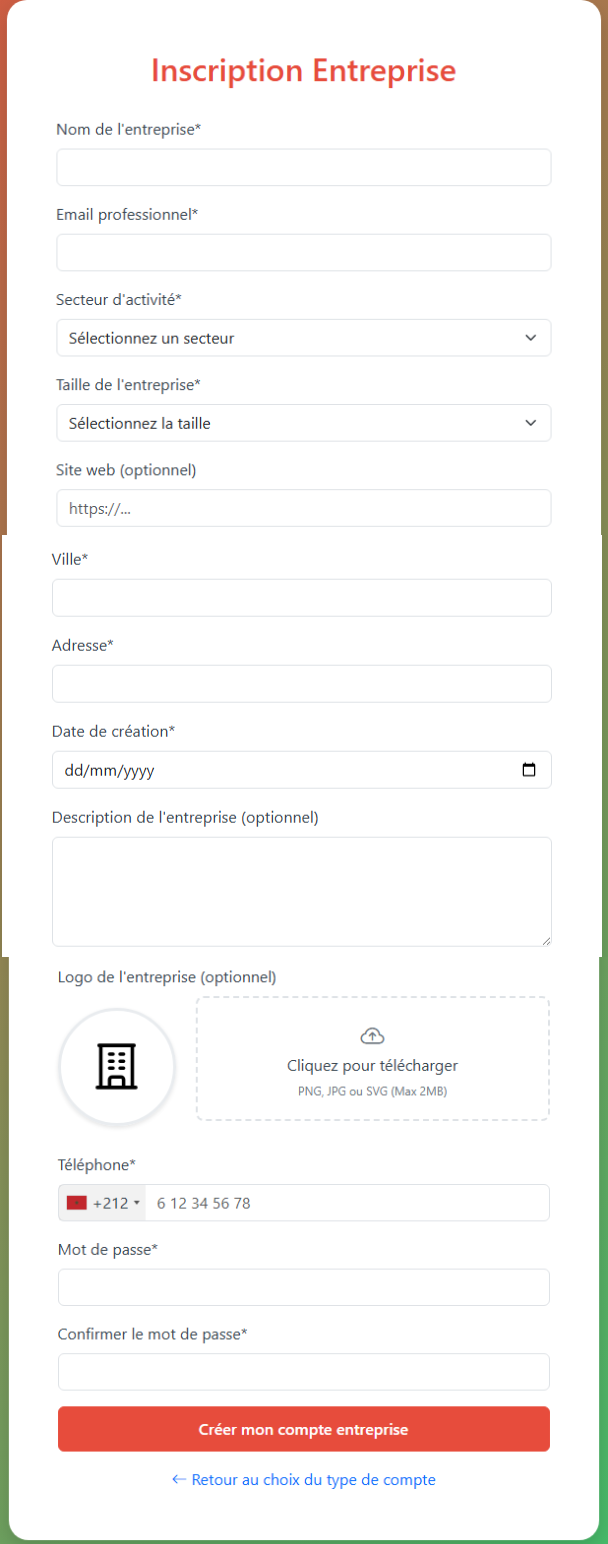 Inscription Entreprise
Nom de l'entreprise*
Email professionnel*
Secteur d'activité*
Sélectionnez un secteur
Taille de l'entreprise*
Sélectionnez la taille
Site web (optionnel)
https://...
Ville*
Adresse*
Date de création*
dd/mm/yyyy
Description de l'entreprise (optionnel)
Logo de l'entreprise (optionnel)
Cliquez pour télécharger
PNG, JPG ou SVG (Max 2MB)
Téléphone*
+212 6 12 34 56 78
Mot de passe*
Confirmer le mot de passe*
Créer mon compte entreprise
← Retour au choix du type de compte